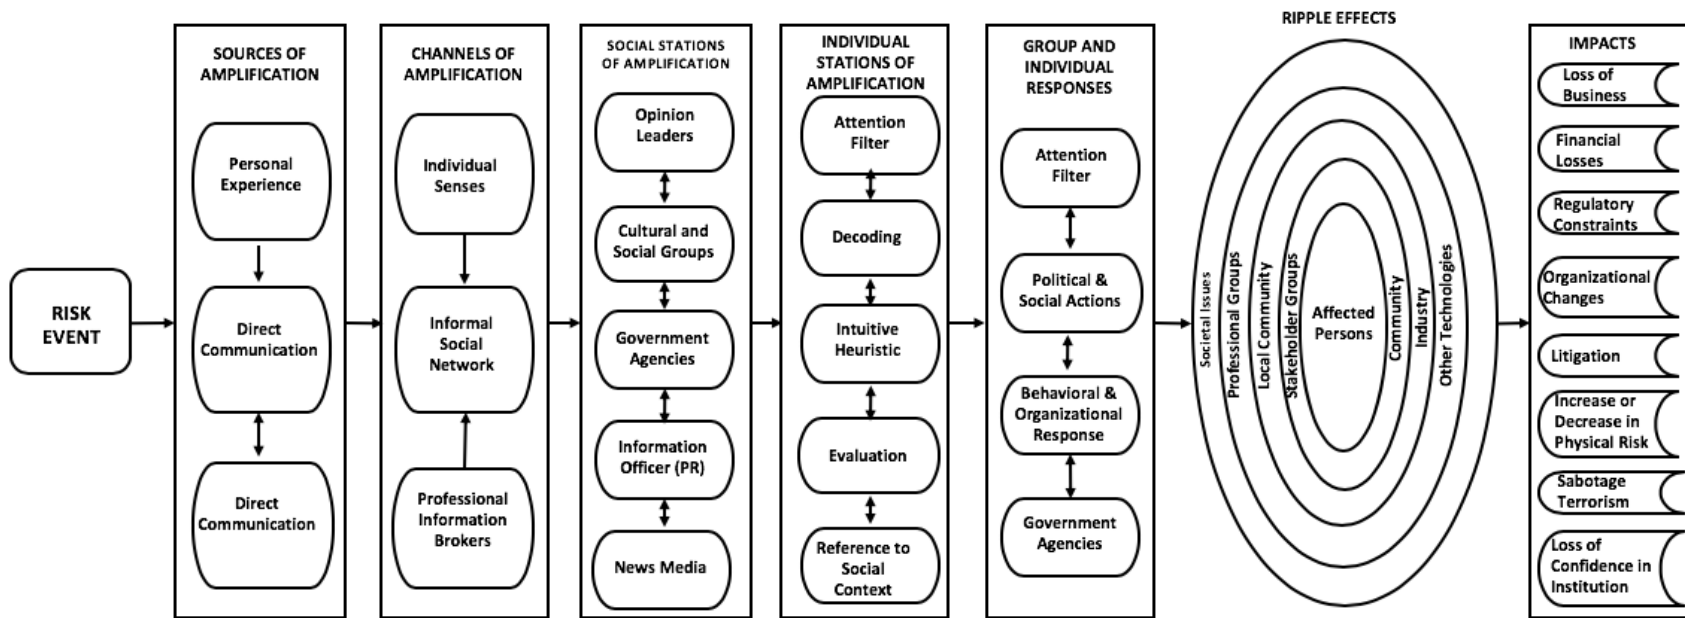 RISK
EVENT
SOURCES OF
AMPLIFICATION
Personal
Experience
Direct
Communication
Direct
Communication
CHANNELS OF
AMPLIFICATION
Individual
Senses
Informal
Social
Network
Professional
Information
Brokers
SOCIAL STATIONS
OF AMPLIFICATION
Opinion
Leaders
Cultural and
Social Groups
Government
Agencies
Information
Officer (PR)
News Media
INDIVIDUAL
STATIONS OF
AMPLIFICATION
Attention
Filter
Decoding
Intuitive
Heuristic
Evaluation
Reference to
Social
Context
GROUP AND
INDIVIDUAL
RESPONSES
Attention
Filter
Political &
Social Actions
Behavioral &
Organizational
Response
Government
Agencies
RIPPLE EFFECTS
Societal Issues
Professional Groups
Local Community
Stakeholder Groups
Affected
Persons
Community
Industry
Other Technologies
IMPACTS
Loss of
Business
Financial
Losses
Regulatory
Constraints
Organizational
Changes
Litigation
Increase or
Decrease in
Physical Risk
Sabotage
Terrorism
Loss of
Confidence in
Institution